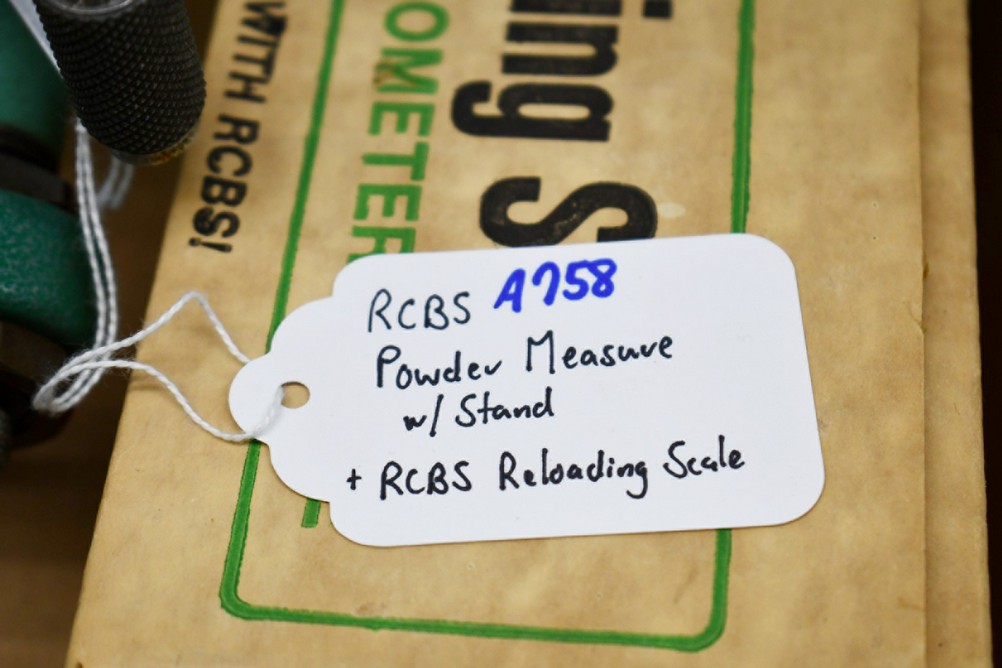 WITH RCBS!
OMETER
ing S
RCBS A758
Powder Measure
w/ Stand
+ RCBS Reloading Scale